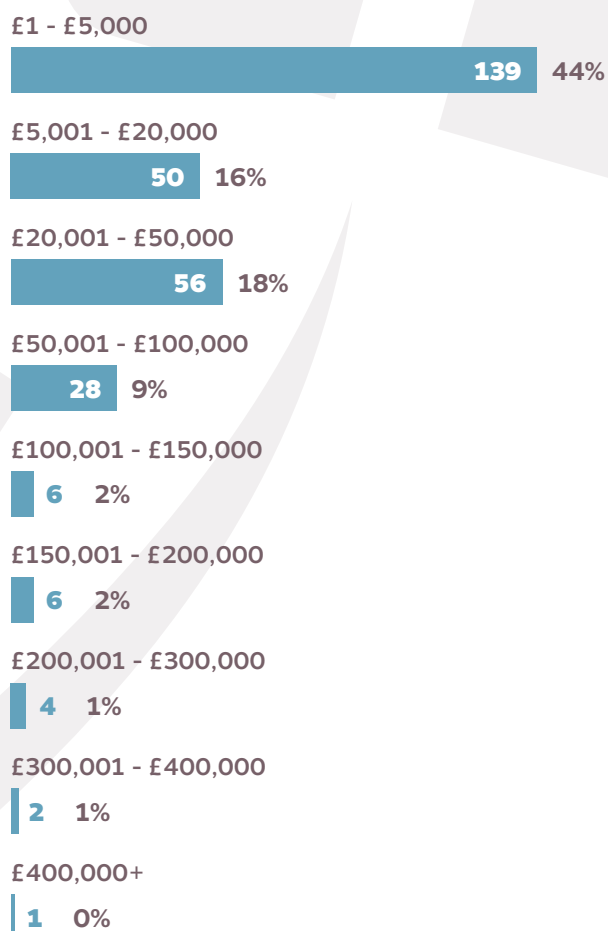 £1 - £5,000
139 44%
£5,001 - £20,000
50 16%
£20,001 - £50,000
56 18%
£50,001 - £100,000
28 9%
£100,001 - £150,000
6 2%
£150,001 - £200,000
6 2%
£200,001 - £300,000
4 1%
£300,001 - £400,000
2 1%
£400,000+
1 0%